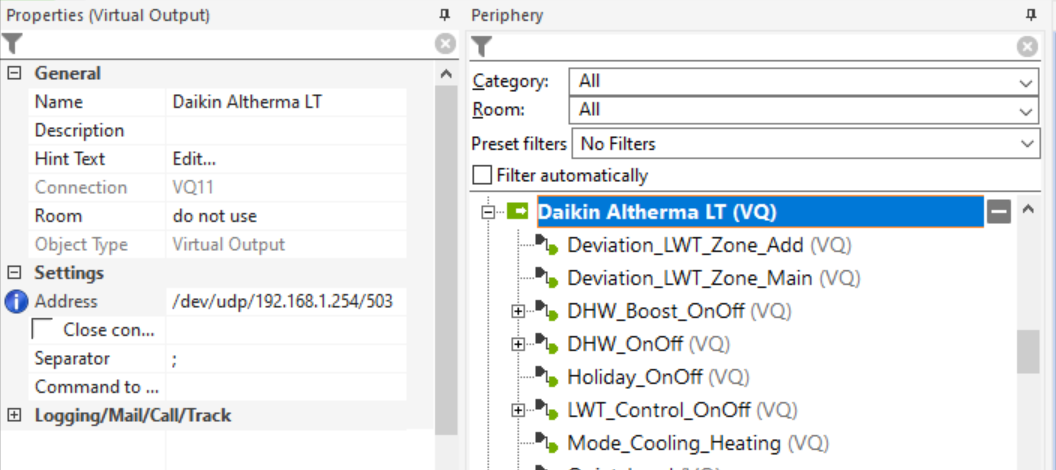 Properties (Virtual Output)
General
Name Daikin Altherma LT
Description
Hint Text Edit...
Connection VQ11
Room do not use
Object Type Virtual Output
Settings
Address /dev/udp/192.168.1.254/503
Close con...
Separator ;
Command to ...
Logging/Mail/Call/Track
Periphery
Category: All
Room: All
Preset filters No Filters
Filter automatically
Daikin Altherma LT (VQ)
Deviation_LWT_Zone_Add (VQ)
Deviation_LWT_Zone_Main (VQ)
DHW_Boost_OnOff (VQ)
DHW_OnOff (VQ)
Holiday_OnOff (VQ)
LWT_Control_OnOff (VQ)
Mode_Cooling_Heating (VQ)